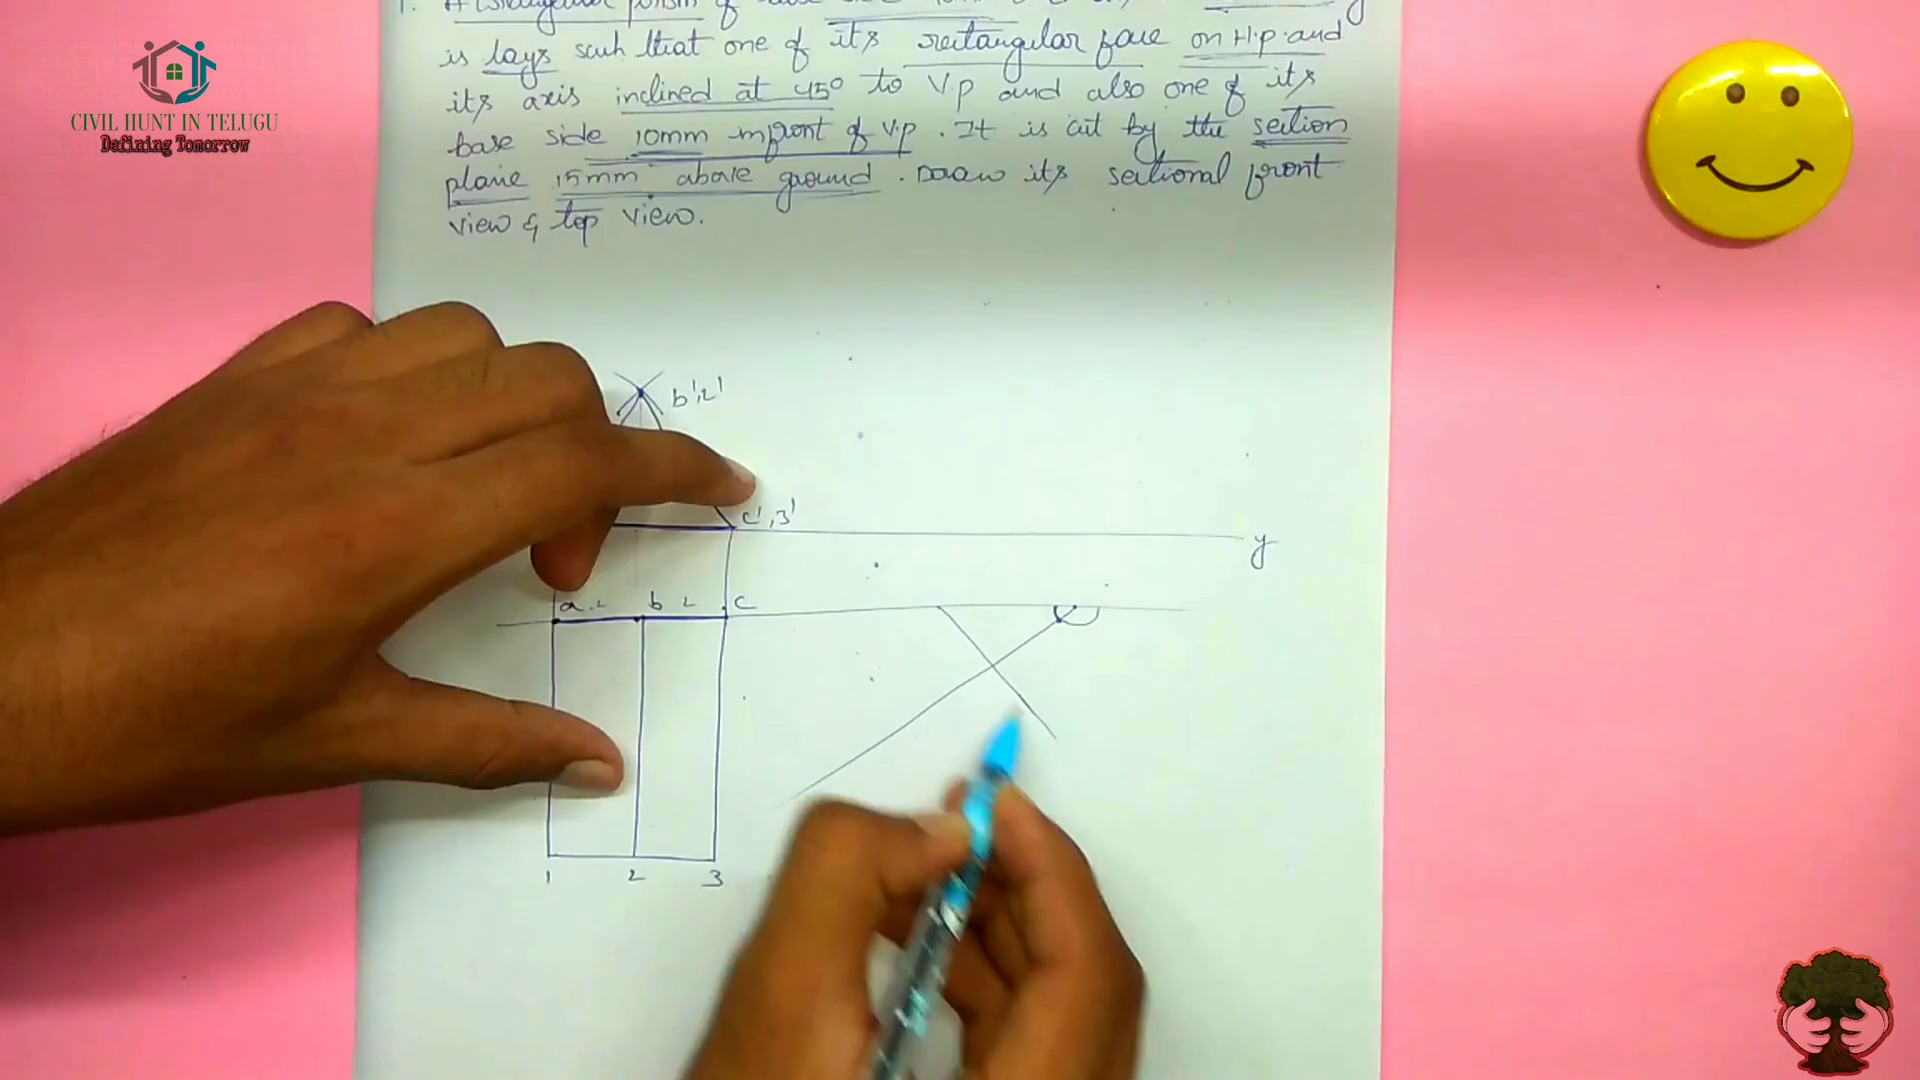 CIVIL HUNT IN TELUGU
Defining Tomorrow
is lays such that one of its rectangular face on H.p and
its axis inclined at 45° to V.p and also one of its
base side 10mm infront of V.p. It is cut by the section
plane 15mm above ground. Draw its sectional front
view & top view.
b',2'
c',3'
y
a b c
1 2 3